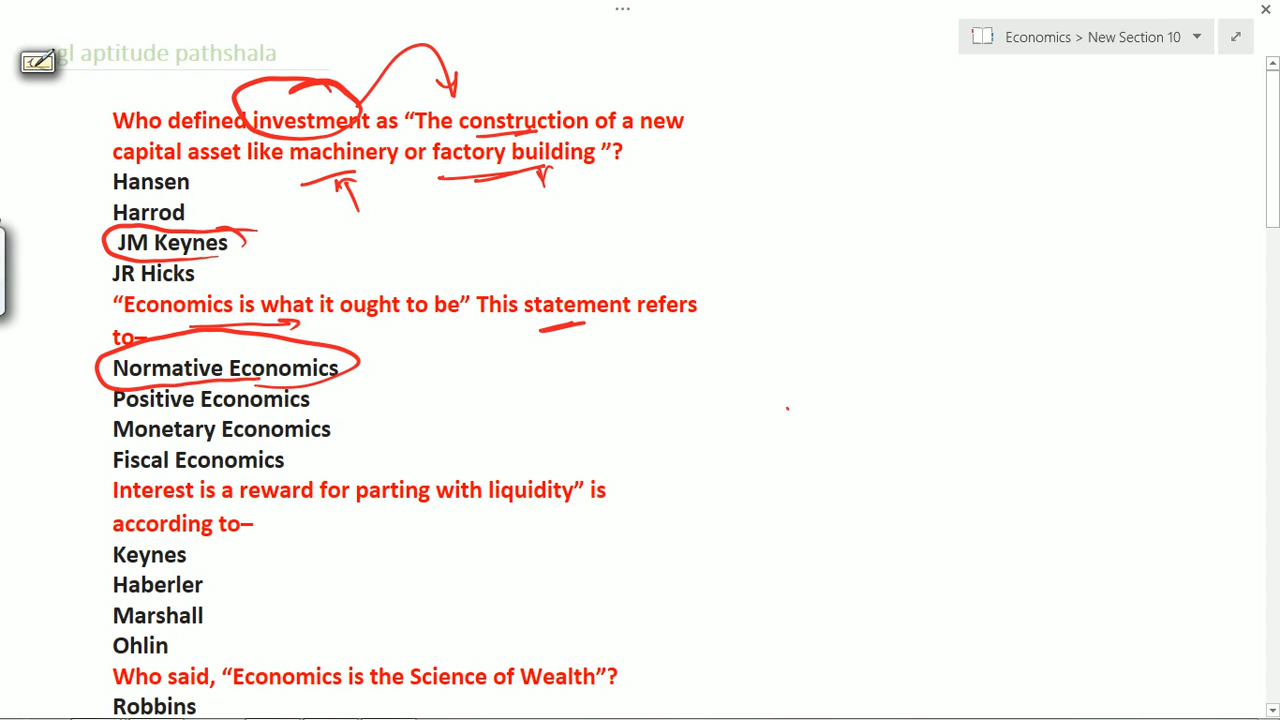 gl aptitude pathshala
Economics > New Section 10
Who defined investment as “The construction of a new
capital asset like machinery or factory building ”?
Hansen
Harrod
JM Keynes
JR Hicks
“Economics is what it ought to be” This statement refers
to–
Normative Economics
Positive Economics
Monetary Economics
Fiscal Economics
Interest is a reward for parting with liquidity” is
according to–
Keynes
Haberler
Marshall
Ohlin
Who said, “Economics is the Science of Wealth”?
Robbins